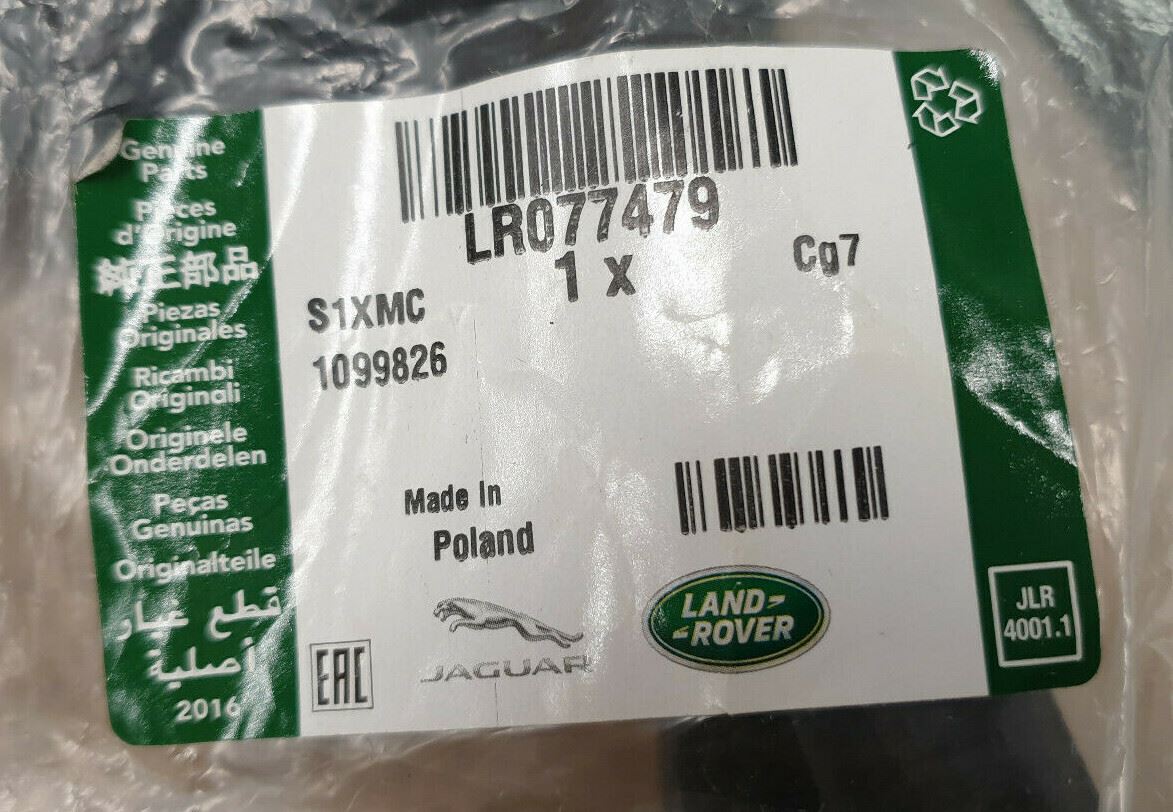 Genuine
Parts
Pièces
d'Origine
純正部品
Piezas
Originales
Ricambi
Originali
Originele
Onderdelen
Peças
Genuinas
Originalteile
قطع غيار
أصلية
2016
LR077479
1 x
Cg7
S1XMC
1099826
Made In
Poland
EAC
JAGUAR
LAND-
-ROVER
JLR
4001.1